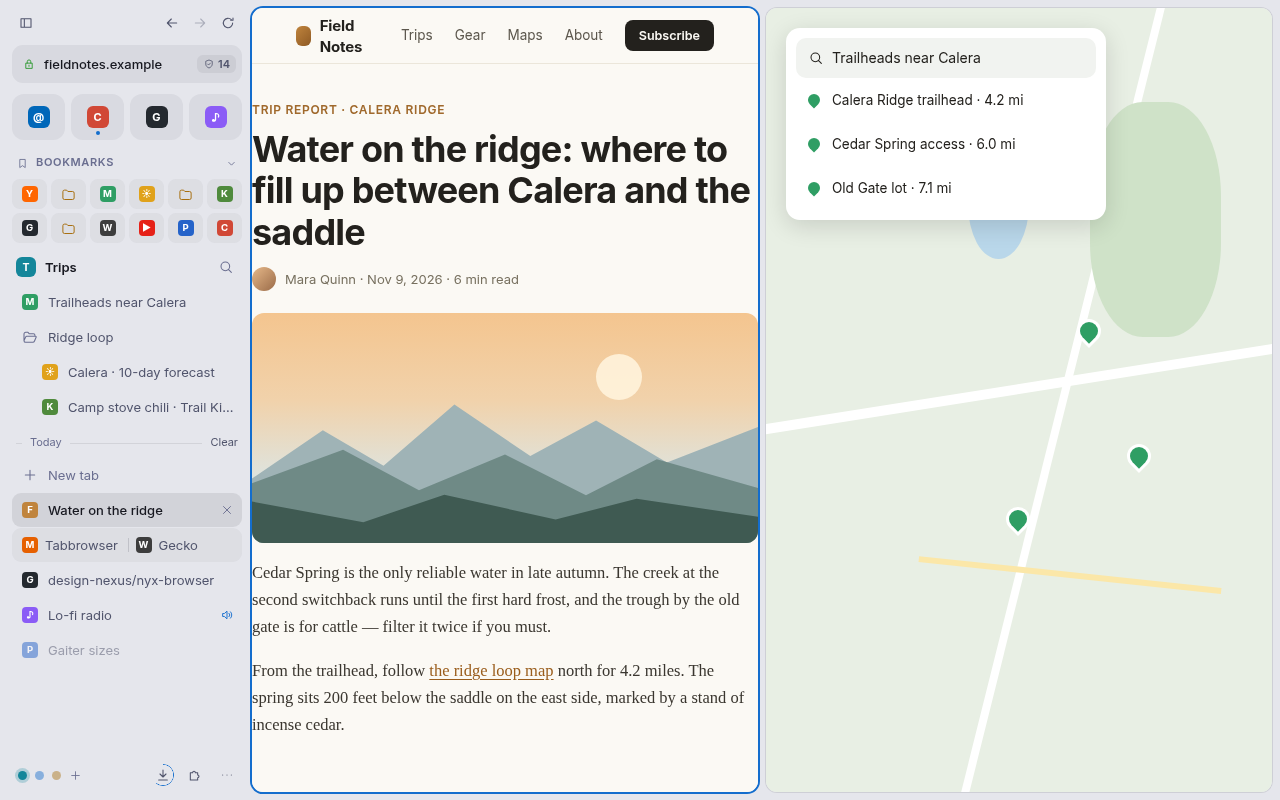 fieldnotes.example
14
@
C
G
BOOKMARKS
Y
M
K
G
W
P
C
T
Trips
M
Trailheads near Calera
Ridge loop
Calera · 10-day forecast
K
Camp stove chili · Trail Ki...
Today
Clear
New tab
F
Water on the ridge
M
Tabbrowser
W
Gecko
G
design-nexus/nyx-browser
Lo-fi radio
P
Gaiter sizes
Field Notes
Trips
Gear
Maps
About
Subscribe
TRIP REPORT · CALERA RIDGE
Water on the ridge: where to
fill up between Calera and the
saddle
Mara Quinn · Nov 9, 2026 · 6 min read
Cedar Spring is the only reliable water in late autumn. The creek at the
second switchback runs until the first hard frost, and the trough by the old
gate is for cattle — filter it twice if you must.
From the trailhead, follow the ridge loop map north for 4.2 miles. The
spring sits 200 feet below the saddle on the east side, marked by a stand of
incense cedar.
Trailheads near Calera
Calera Ridge trailhead · 4.2 mi
Cedar Spring access · 6.0 mi
Old Gate lot · 7.1 mi